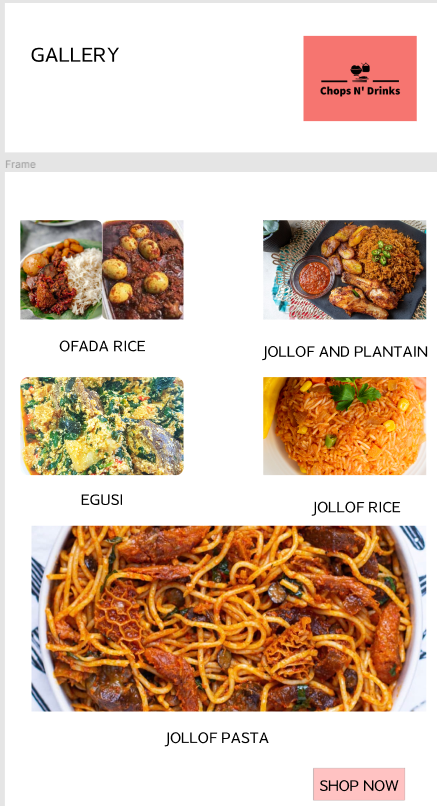 GALLERY
Chops N' Drinks
Frame
OFADA RICE
JOLLOF AND PLANTAIN
EGUSI
JOLLOF RICE
JOLLOF PASTA
SHOP NOW